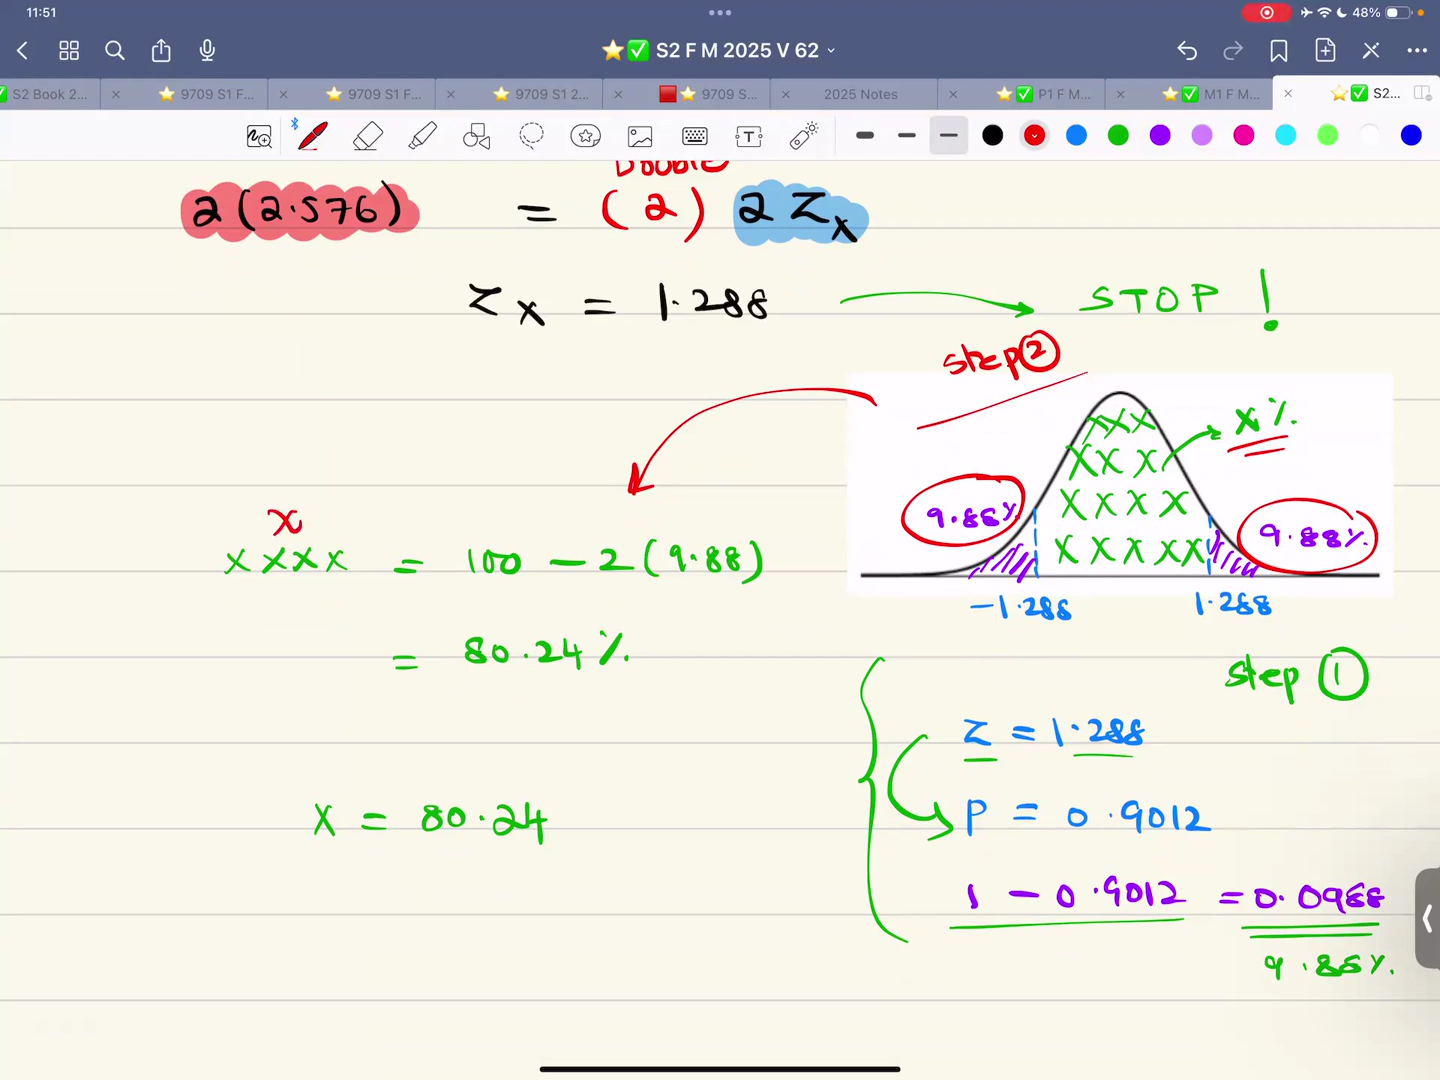 11:51
48%
S2 F M 2025 V 62
S2 Book 2...
9709 S1 F...
9709 S1 F...
9709 S1 2...
9709 S...
2025 Notes
P1 F M...
M1 F M...
S2...
Double
2(2.576) = (2) 2 Zx
Zx = 1.288 → STOP !
step ②
x%
9.88%
9.88%
-1.288
1.288
x
xxxx = 100 - 2(9.88)
= 80.24%
x = 80.24
step ①
Z = 1.288
P = 0.9012
1 - 0.9012 = 0.0988
9.88%